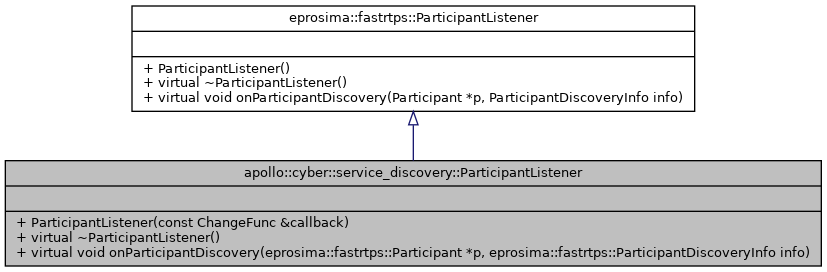 eprosima::fastrtps::ParticipantListener
+ ParticipantListener()
+ virtual ~ParticipantListener()
+ virtual void onParticipantDiscovery(Participant *p, ParticipantDiscoveryInfo info)
apollo::cyber::service_discovery::ParticipantListener
+ ParticipantListener(const ChangeFunc &callback)
+ virtual ~ParticipantListener()
+ virtual void onParticipantDiscovery(eprosima::fastrtps::Participant *p, eprosima::fastrtps::ParticipantDiscoveryInfo info)